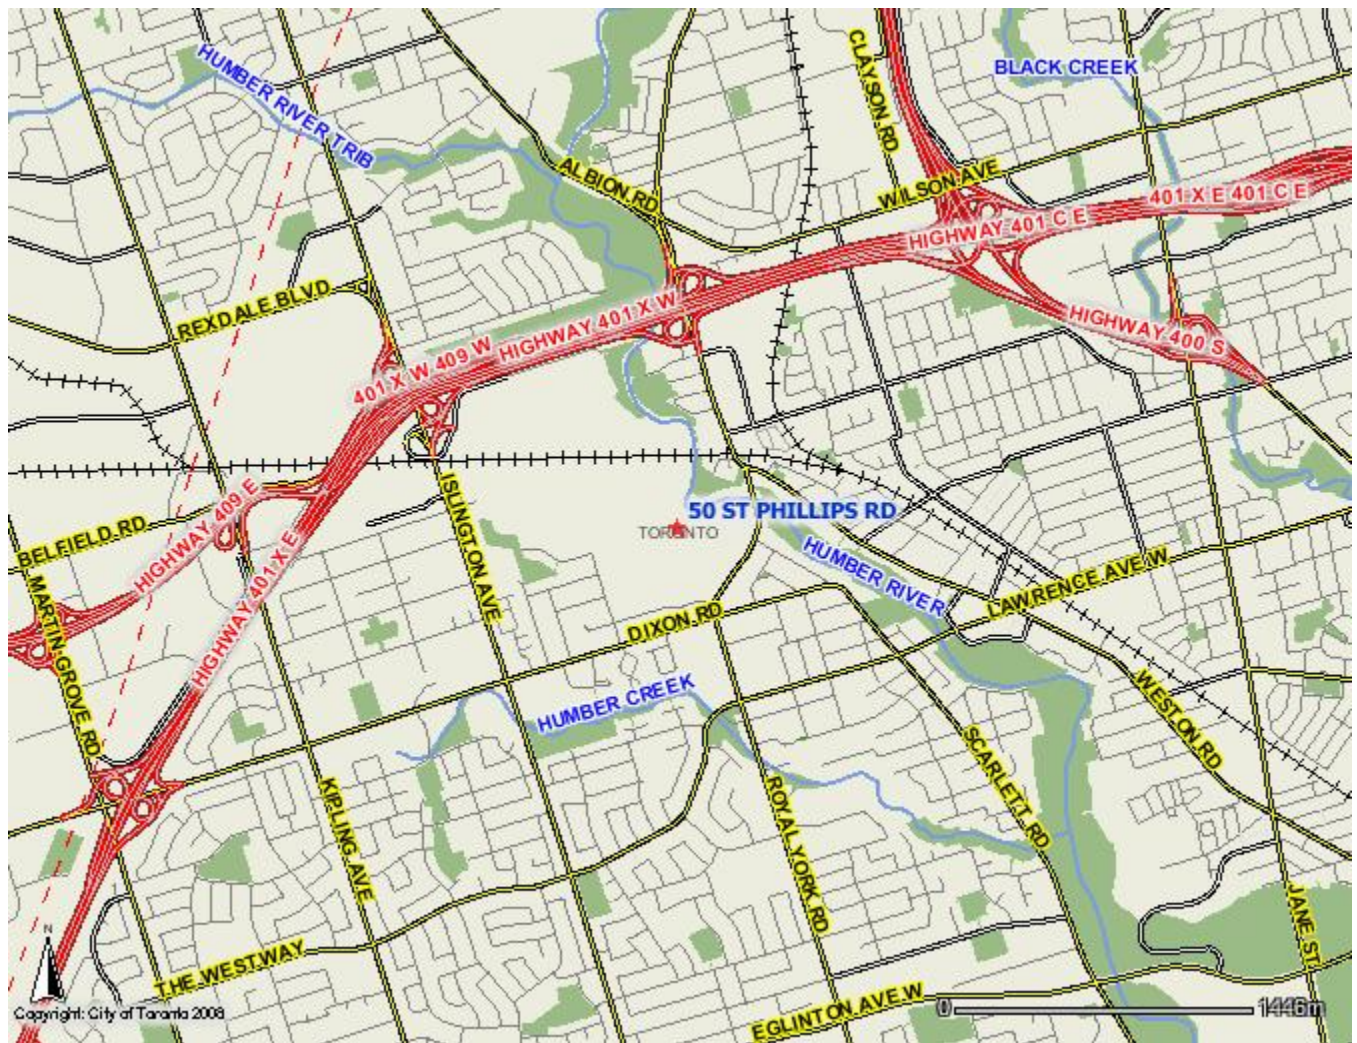 CLAYSON RD
HUMBER RIVER TRIB
BLACK CREEK
ALBION RD
WILSON AVE
401 X E 401 C E
HIGHWAY 401 C E
REXDALE BLVD
HIGHWAY 401 X W
HIGHWAY 400 S
401 X W 409 W
ISLINGTON AVE
50 ST PHILLIPS RD
TORONTO
BELFIELD RD
HIGHWAY 409 E
HUMBER RIVER
HIGHWAY 401 X E
LAWRENCE AVE W
MARTIN GROVE RD
DIXON RD
HUMBER CREEK
WESTON RD
SCARLETT RD
KIPLING AVE
ROYAL YORK RD
JANE ST
N
THE WESTWAY
EGLINTON AVE W
0 1446m
Copyright: City of Toronto 2008